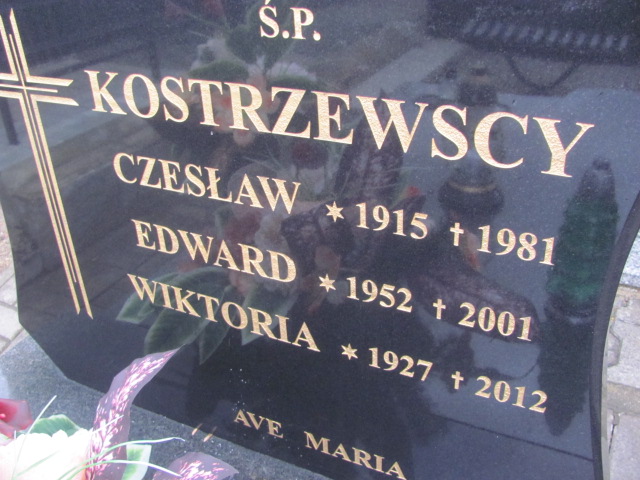 Ś.P.
KOSTRZEWSCY
CZESŁAW ✶ 1915 ✝ 1981
EDWARD ✶ 1952 ✝ 2001
WIKTORIA ✶ 1927 ✝ 2012
AVE MARIA